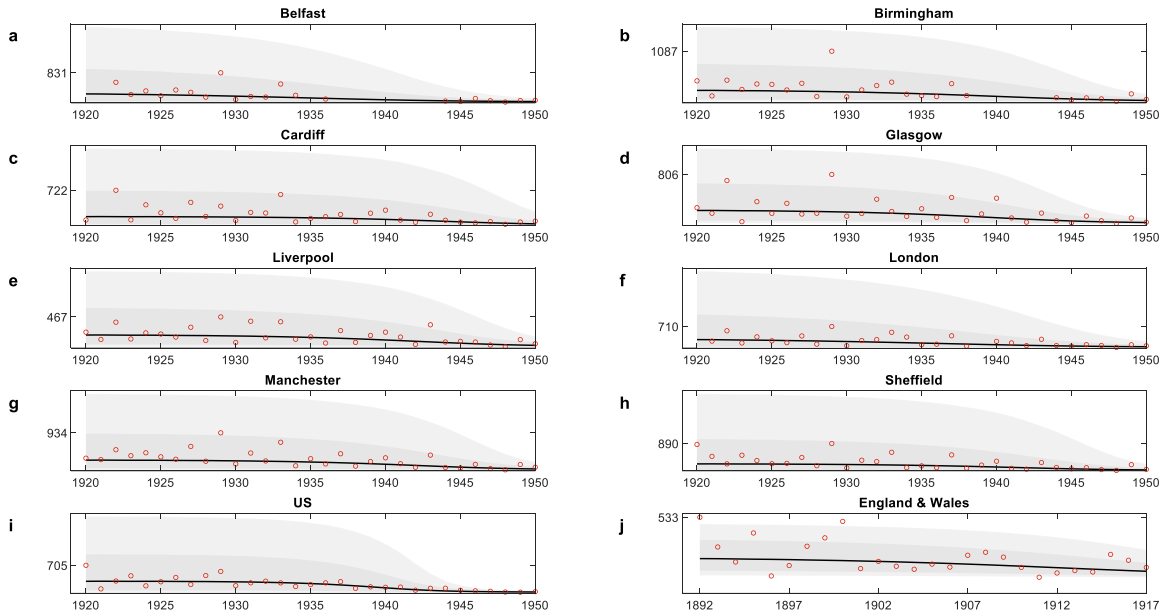 Belfast
a
831
1920 1925 1930 1935 1940 1945 1950
Birmingham
b
1087
1920 1925 1930 1935 1940 1945 1950
Cardiff
c
722
1920 1925 1930 1935 1940 1945 1950
Glasgow
d
806
1920 1925 1930 1935 1940 1945 1950
Liverpool
e
467
1920 1925 1930 1935 1940 1945 1950
London
f
710
1920 1925 1930 1935 1940 1945 1950
Manchester
g
934
1920 1925 1930 1935 1940 1945 1950
Sheffield
h
890
1920 1925 1930 1935 1940 1945 1950
US
i
705
1920 1925 1930 1935 1940 1945 1950
England & Wales
j
533
1892 1897 1902 1907 1912 1917